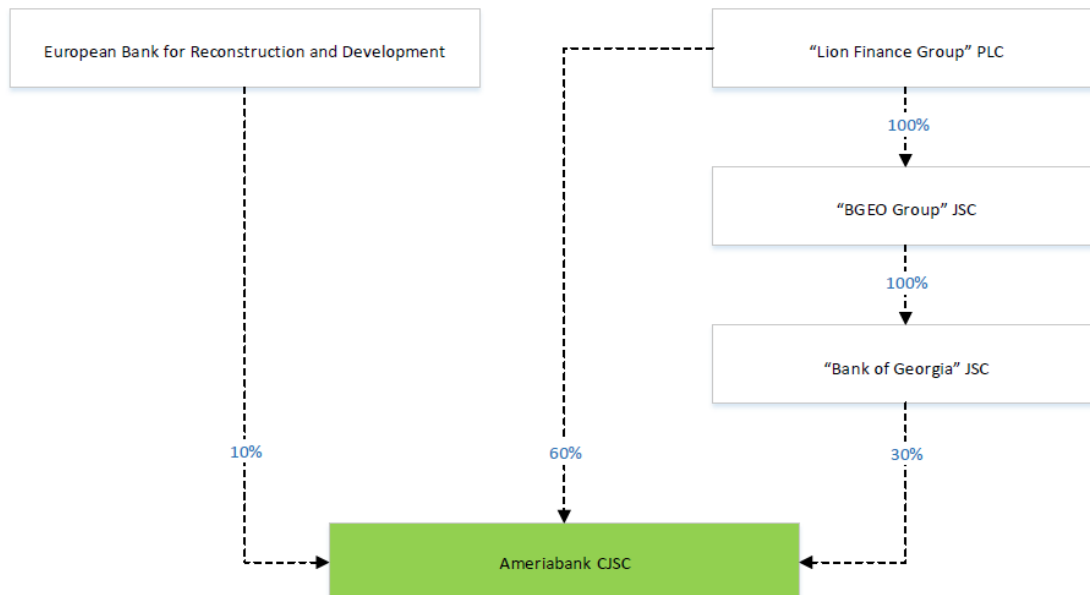 European Bank for Reconstruction and Development
“Lion Finance Group” PLC
100%
“BGEO Group” JSC
100%
“Bank of Georgia” JSC
10%
60%
30%
Ameriabank CJSC